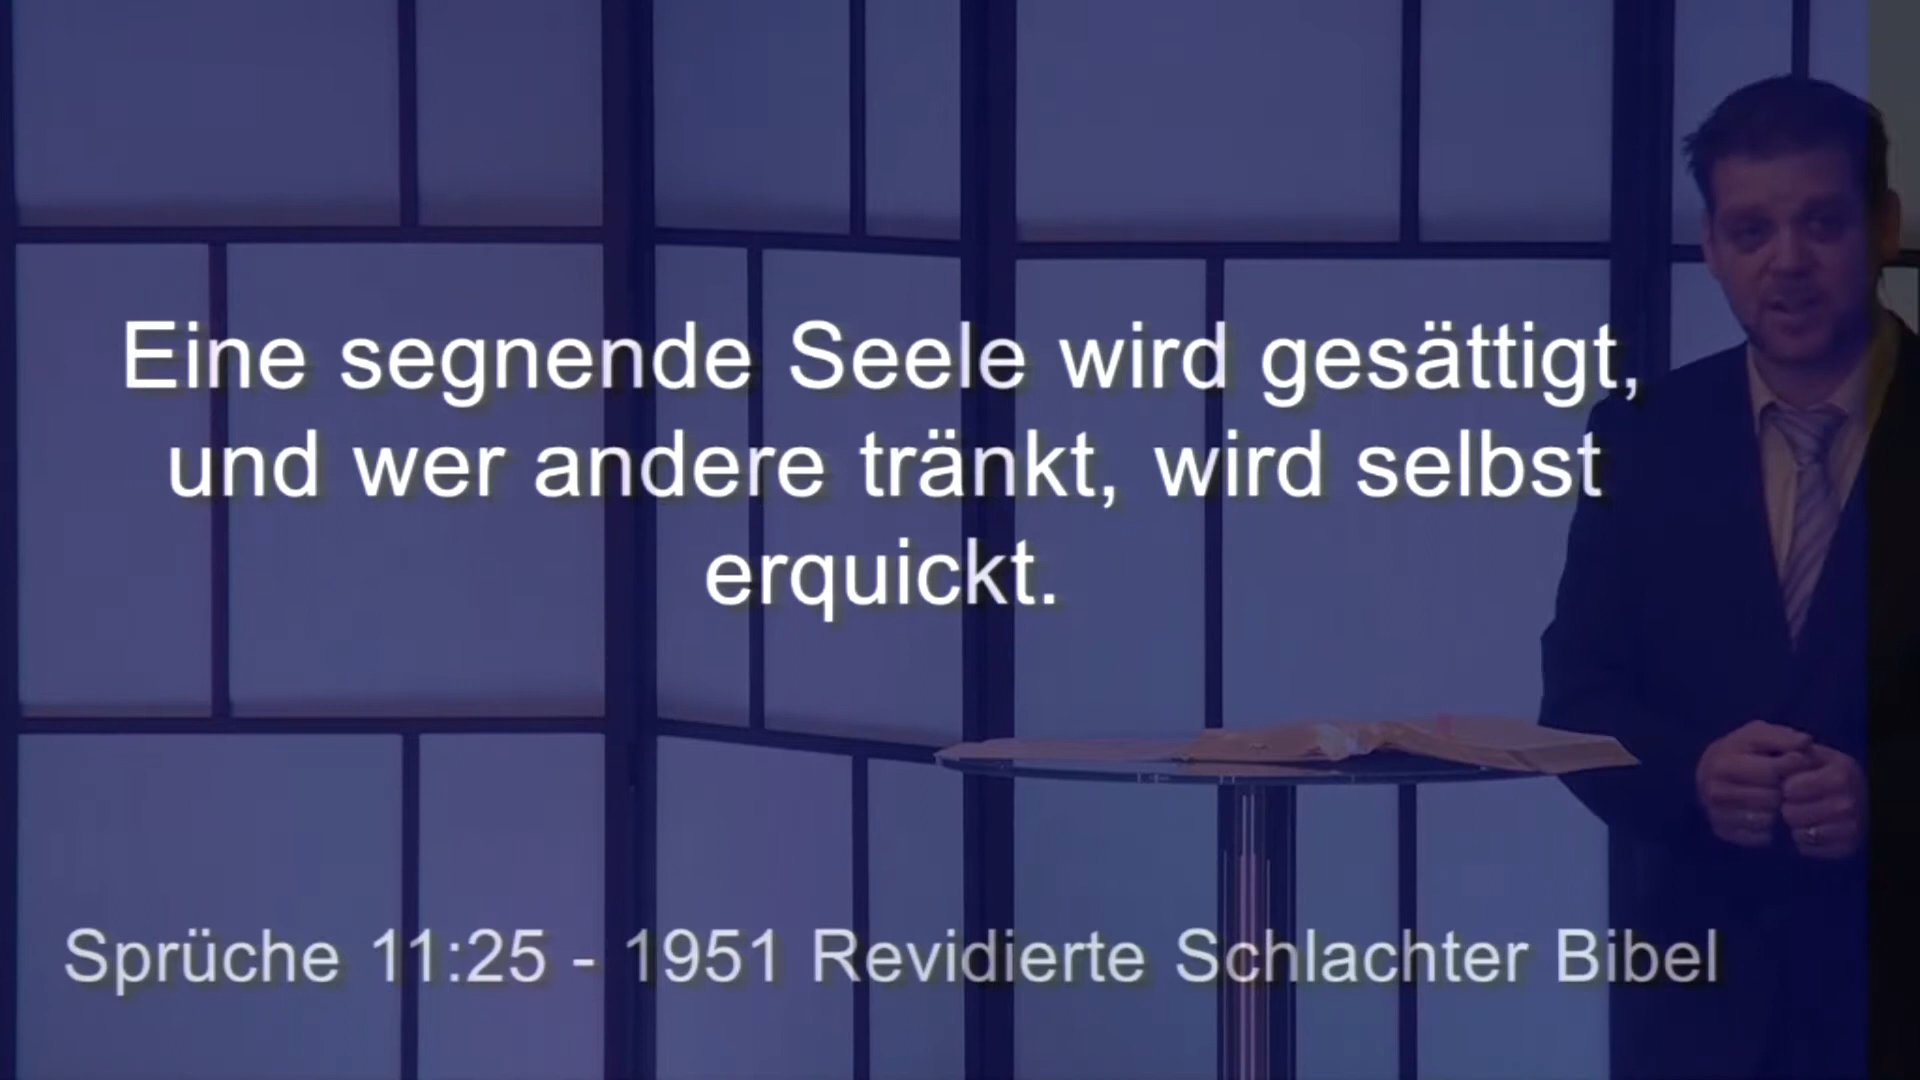 Eine segnende Seele wird gesättigt,
und wer andere tränkt, wird selbst
erquickt.
Sprüche 11:25 - 1951 Revidierte Schlachter Bibel